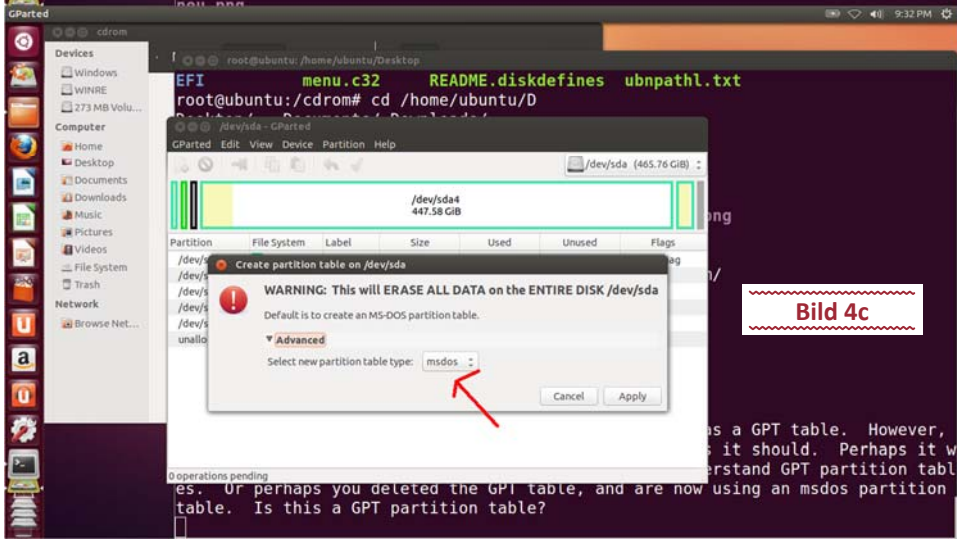 GParted
9:32 PM
cdrom
Devices
Windows
WINRE
273 MB Volu...
Computer
Home
Desktop
Documents
Downloads
Music
Pictures
Videos
File System
Trash
Network
Browse Net...
root@ubuntu: /home/ubuntu/Desktop
EFI menu.c32 README.diskdefines ubnpathl.txt
root@ubuntu:/cdrom# cd /home/ubuntu/D
/dev/sda - GParted
GParted Edit View Device Partition Help
/dev/sda (465.76 GiB)
/dev/sda4
447.58 GiB
Partition File System Label Size Used Unused Flags
Create partition table on /dev/sda
WARNING: This will ERASE ALL DATA on the ENTIRE DISK /dev/sda
Default is to create an MS-DOS partition table.
Advanced
Select new partition table type: msdos
Cancel Apply
0 operations pending
Bild 4c
as a GPT table. However,
it should. Perhaps it w
erstand GPT partition tabl
es. Or perhaps you deleted the GPT table, and are now using an msdos partition
table. Is this a GPT partition table?